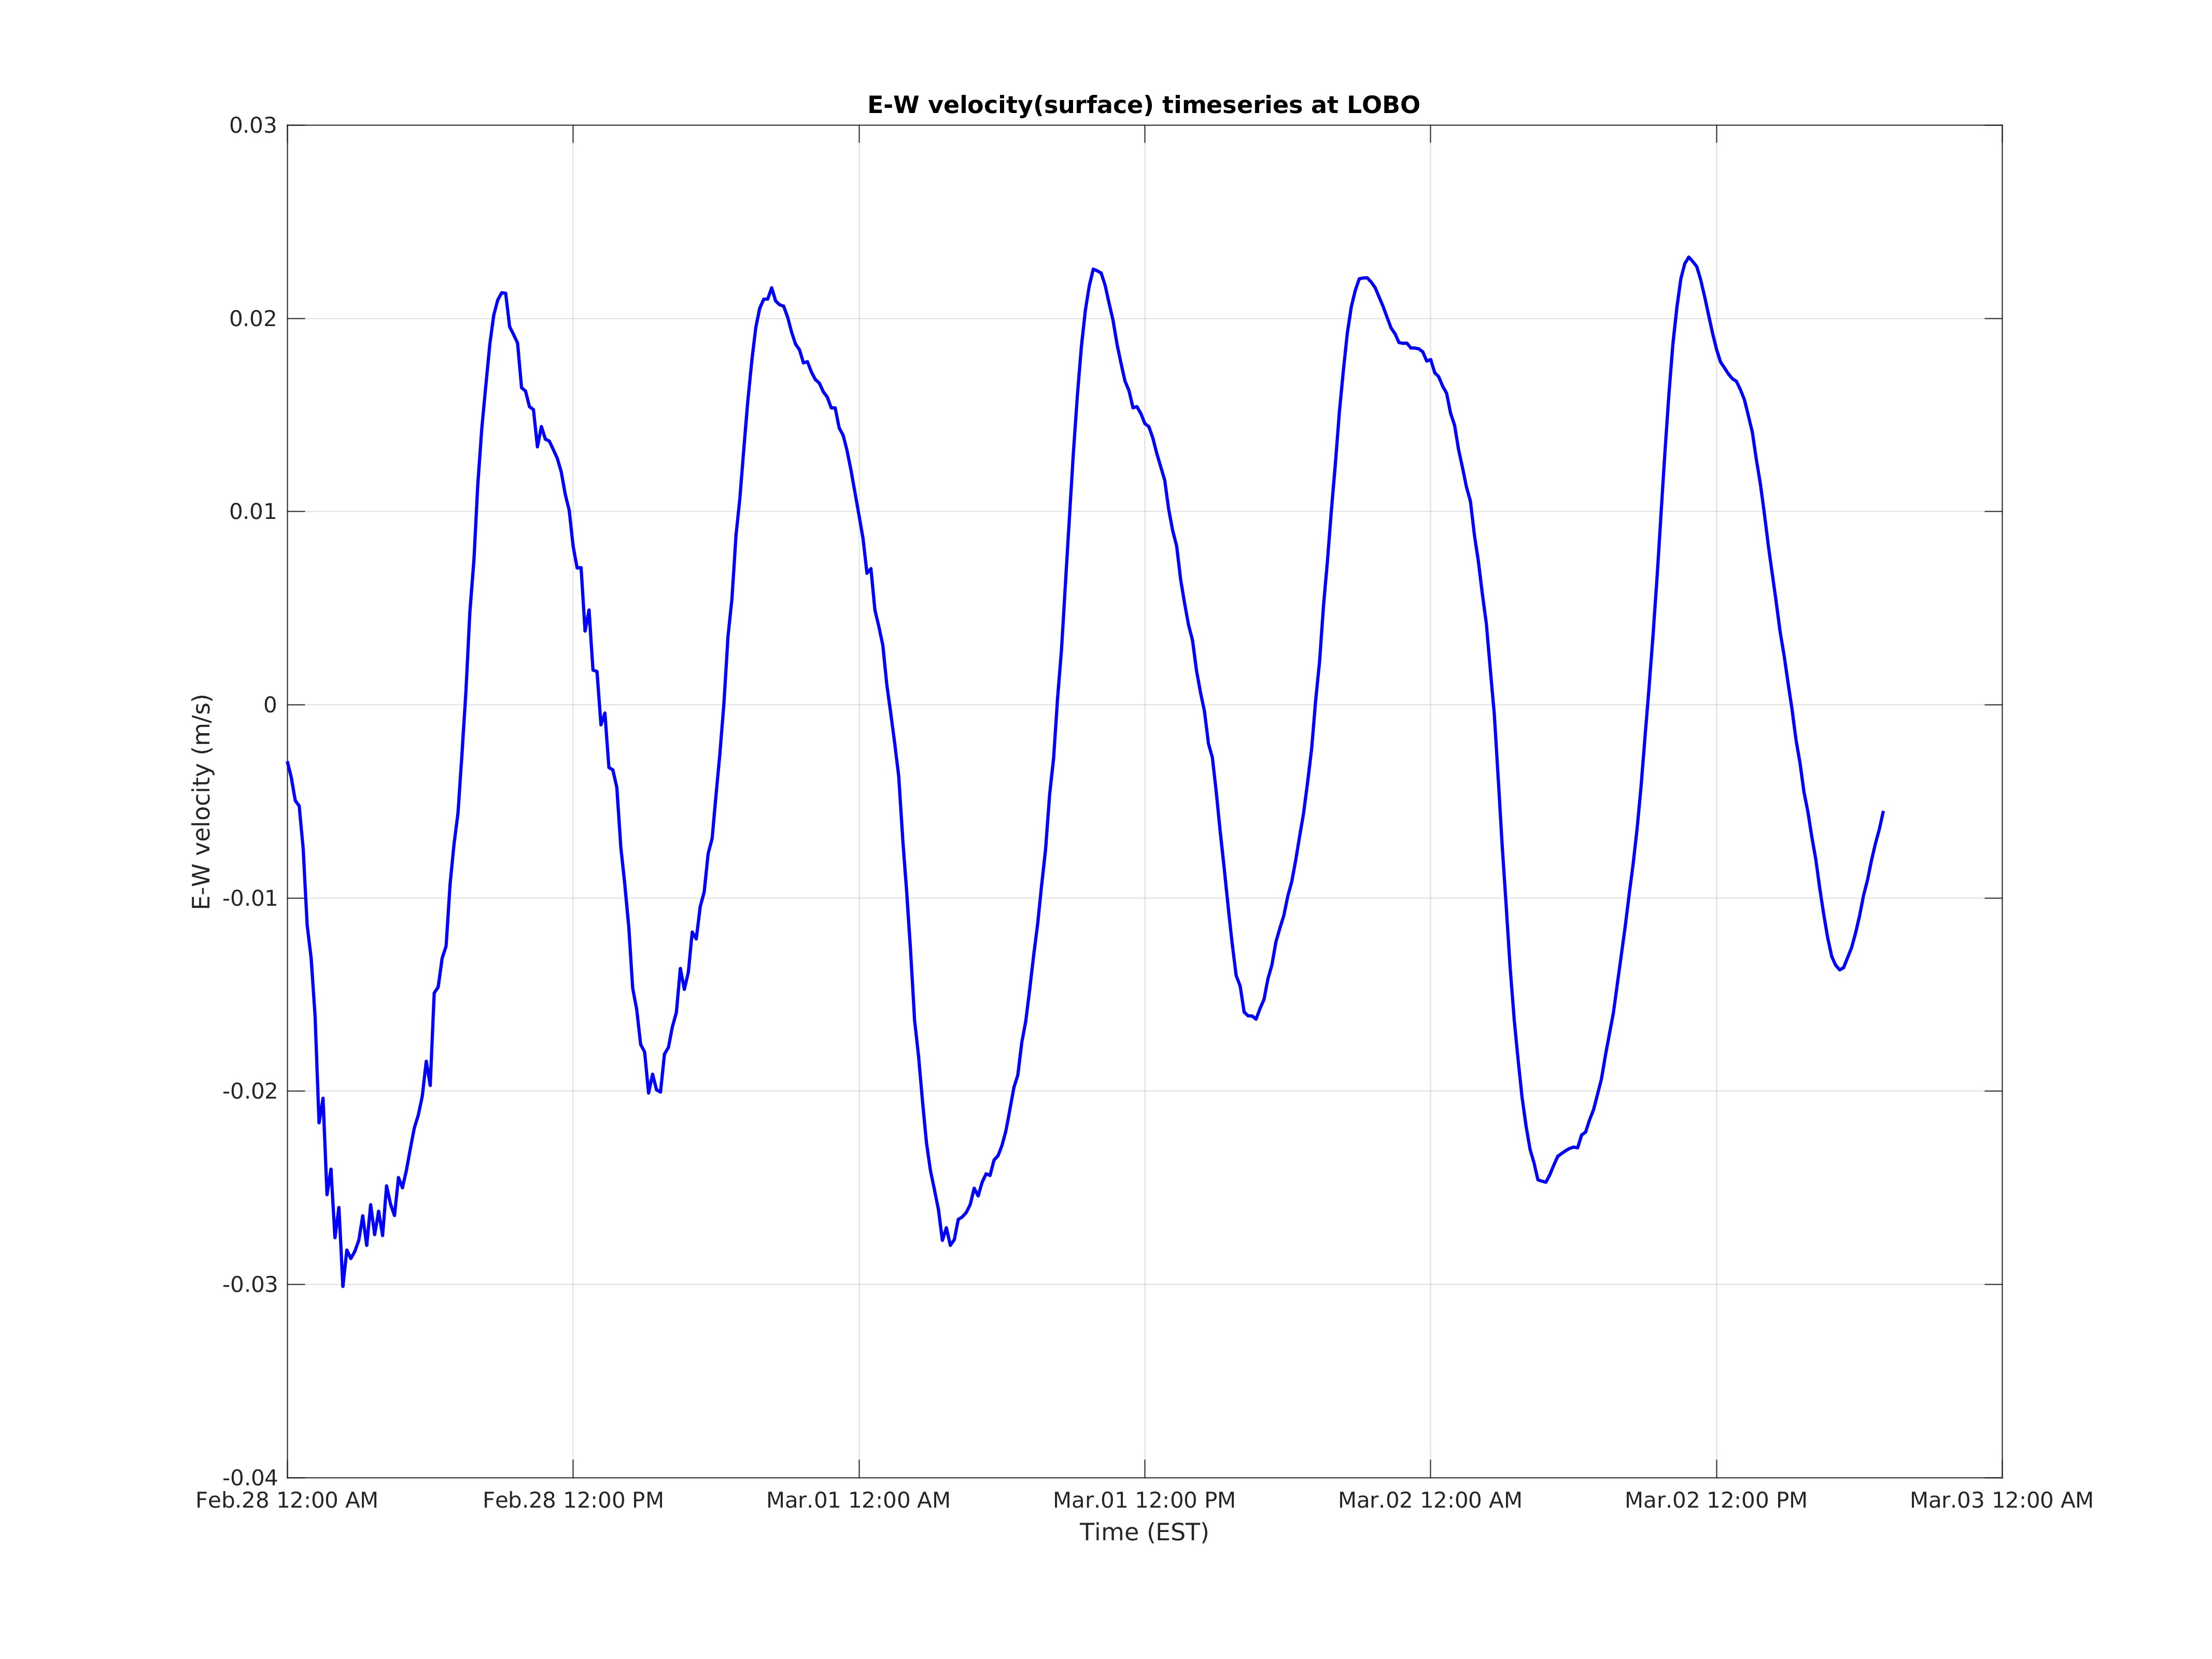 E-W velocity(surface) timeseries at LOBO
0.03
0.02
0.01
0
-0.01
-0.02
-0.03
-0.04
E-W velocity (m/s)
Feb.28 12:00 AM
Feb.28 12:00 PM
Mar.01 12:00 AM
Mar.01 12:00 PM
Mar.02 12:00 AM
Mar.02 12:00 PM
Mar.03 12:00 AM
Time (EST)